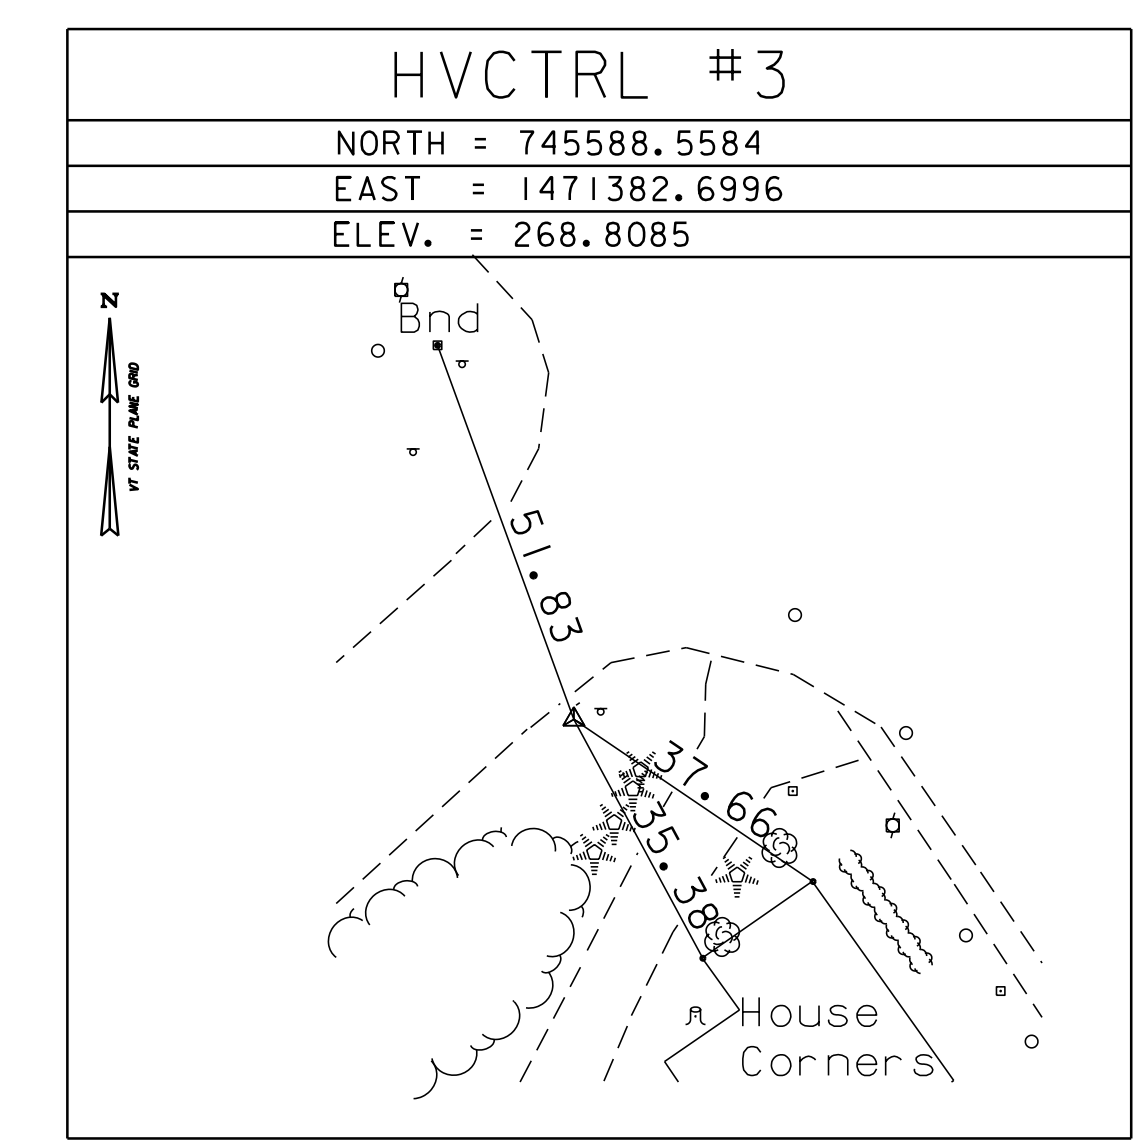 HVCTRL #3
NORTH = 745588.5584
EAST = 1471382.6996
ELEV. = 268.8085
N
VT STATE PLANE GRID
Bnd
51.83
37.66
35.38
House
Corners